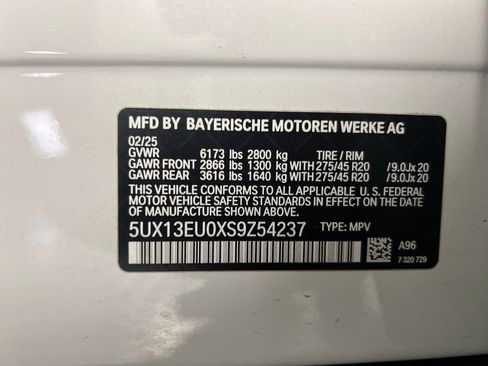 MFD BY BAYERISCHE MOTOREN WERKE AG
02/25
GVWR 6173 lbs 2800 kg TIRE / RIM
GAWR FRONT 2866 lbs 1300 kg WITH 275/45 R20 /9.0Jx 20
GAWR REAR 3616 lbs 1640 kg WITH 275/45 R20 /9.0Jx 20
THIS VEHICLE CONFORMS TO ALL APPLICABLE U. S. FEDERAL
MOTOR VEHICLE SAFETY STANDARDS IN EFFECT ON THE
DATE OF MANUFACTURE SHOWN ABOVE.
5UX13EU0XS9Z54237 TYPE: MPV
A96
7 320 729